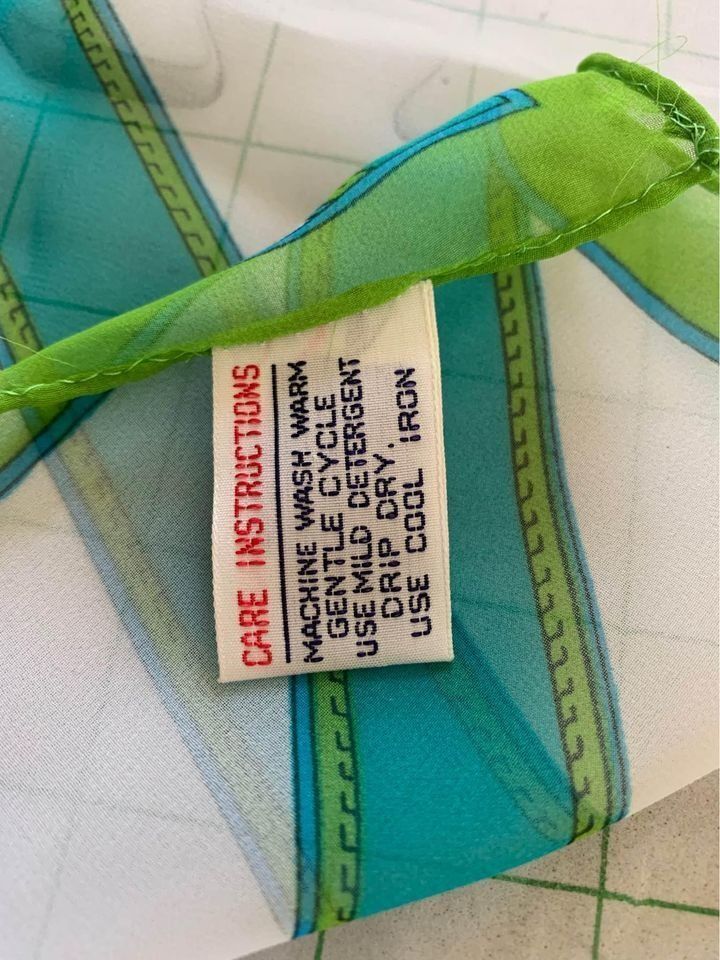 CARE INSTRUCTIONS
MACHINE WASH WARM
GENTLE CYCLE
USE MILD DETERGENT
DRIP DRY.
USE COOL IRON